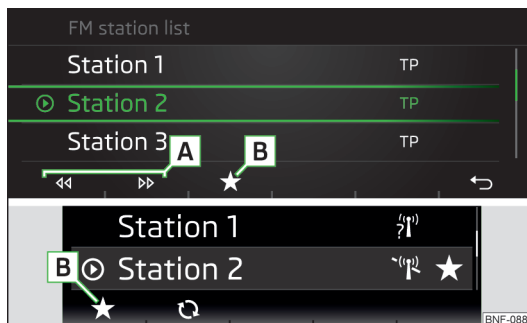 FM station list
Station 1 TP
Station 2 TP
Station 3 TP
A B
Station 1
Station 2
B
BNF-088